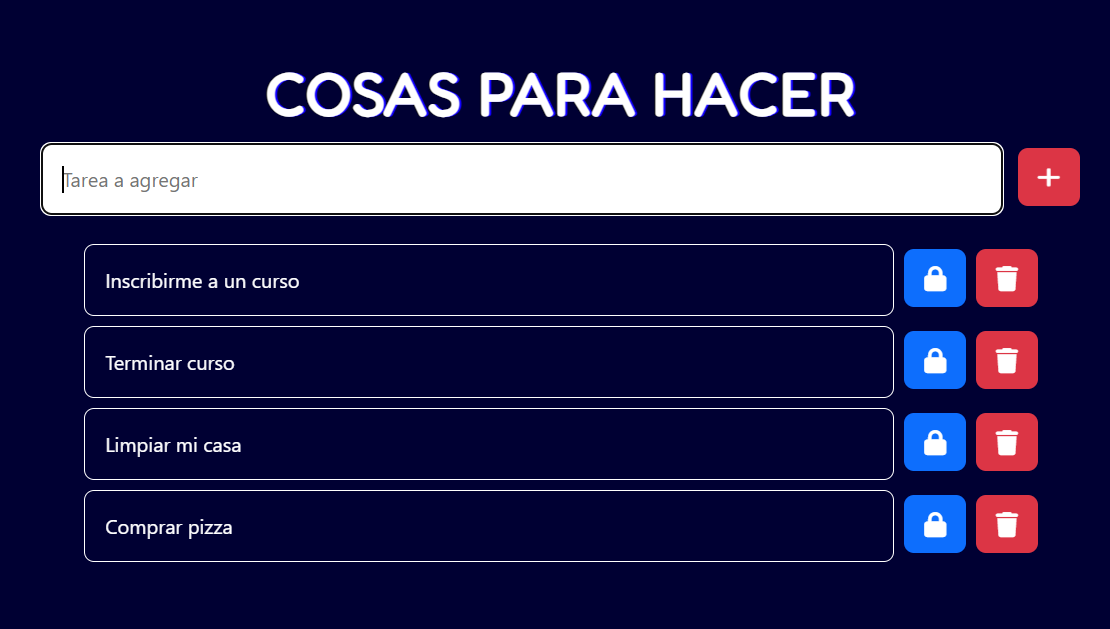 COSAS PARA HACER
Tarea a agregar
Inscribirme a un curso
Terminar curso
Limpiar mi casa
Comprar pizza